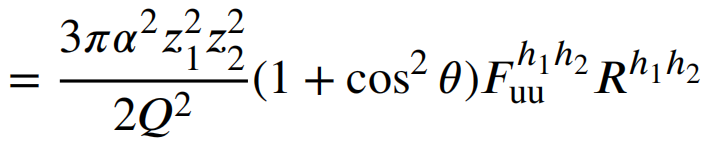 = \frac{3\pi\alpha^2 z_1^2 z_2^2}{2Q^2} (1 + \cos^2 \theta) F_{\mathrm{uu}}^{h_1 h_2} R^{h_1 h_2}